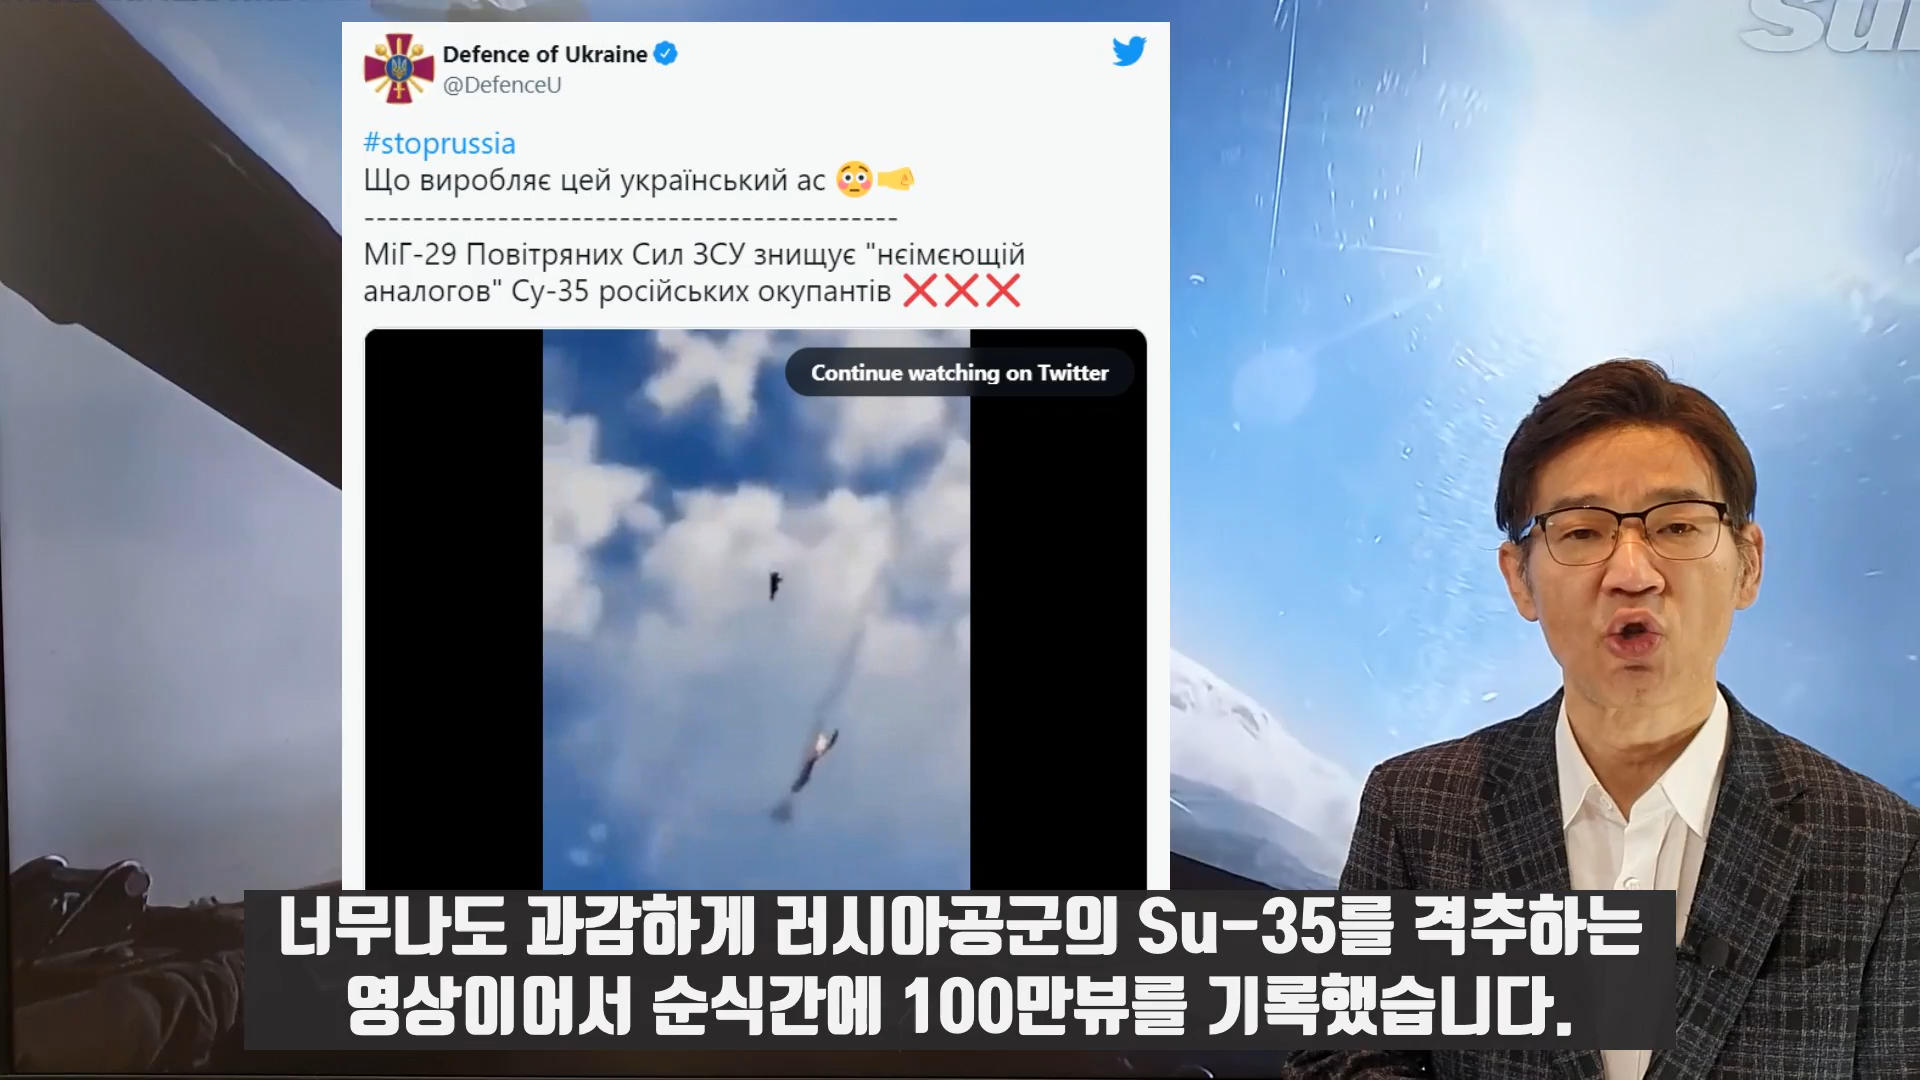 Defence of Ukraine
@DefenceU
#stoprussia
Що виробляє цей український ас
--------------------------------------------
МіГ-29 Повітряних Сил ЗСУ знищує "нєімєющій
аналогов" Су-35 російських окупантів
Continue watching on Twitter
너무나도 과감하게 러시아공군의 Su-35를 격추하는
영상이어서 순식간에 100만뷰를 기록했습니다.